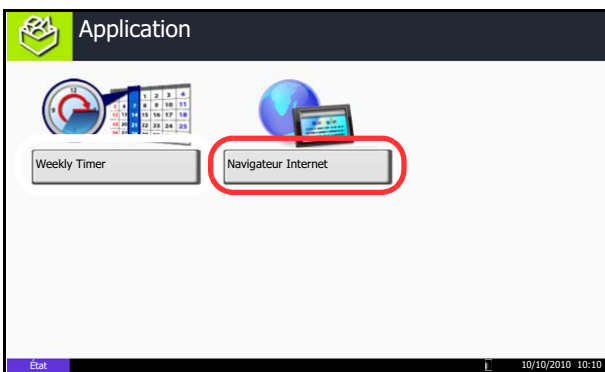 Application
Weekly Timer
Navigateur Internet
État
10/10/2010 10:10